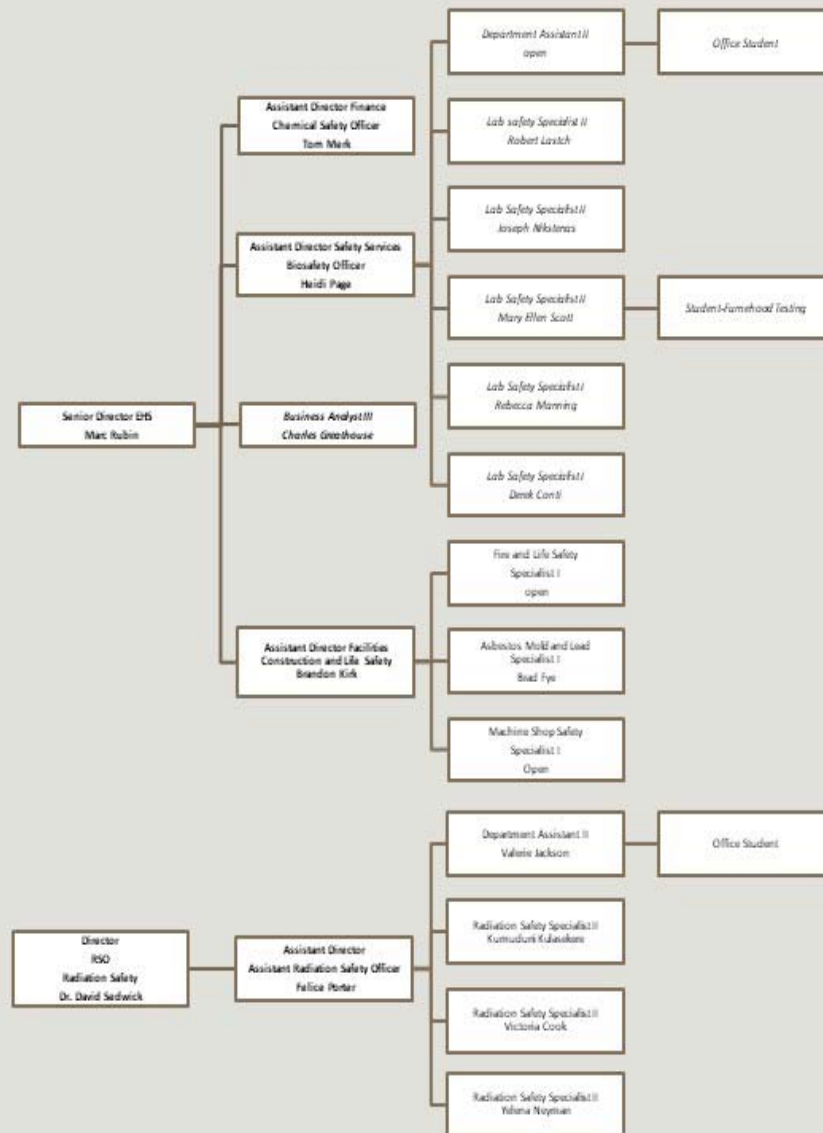 Department Assistant II
open
Office Student
Assistant Director Finance
Chemical Safety Officer
Tom Merk
Lab safety Specialist II
Robert Lastch
Lab Safety Specialist II
Joseph Nikstenas
Assistant Director Safety Services
Biosafety Officer
Heidi Page
Lab Safety Specialist II
Mary Ellen Scott
Student-Fumehood Testing
Lab Safety Specialist I
Rebecca Manning
Senior Director EHS
Marc Rubin
Business Analyst III
Charles Greathouse
Lab Safety Specialist I
Derek Conti
Fire and Life Safety
Specialist I
open
Assistant Director Facilities
Construction and Life Safety
Brandon Kirk
Asbestos Mold and Lead
Specialist I
Brad Fye
Machine Shop Safety
Specialist I
Open
Department Assistant II
Valerie Jackson
Office Student
Radiation Safety Specialist II
Kumudini Kulasekere
Director
RSO
Radiation Safety
Dr. David Sedwick
Assistant Director
Assistant Radiation Safety Officer
Felice Porter
Radiation Safety Specialist II
Victoria Cook
Radiation Safety Specialist II
Yelena Neyman